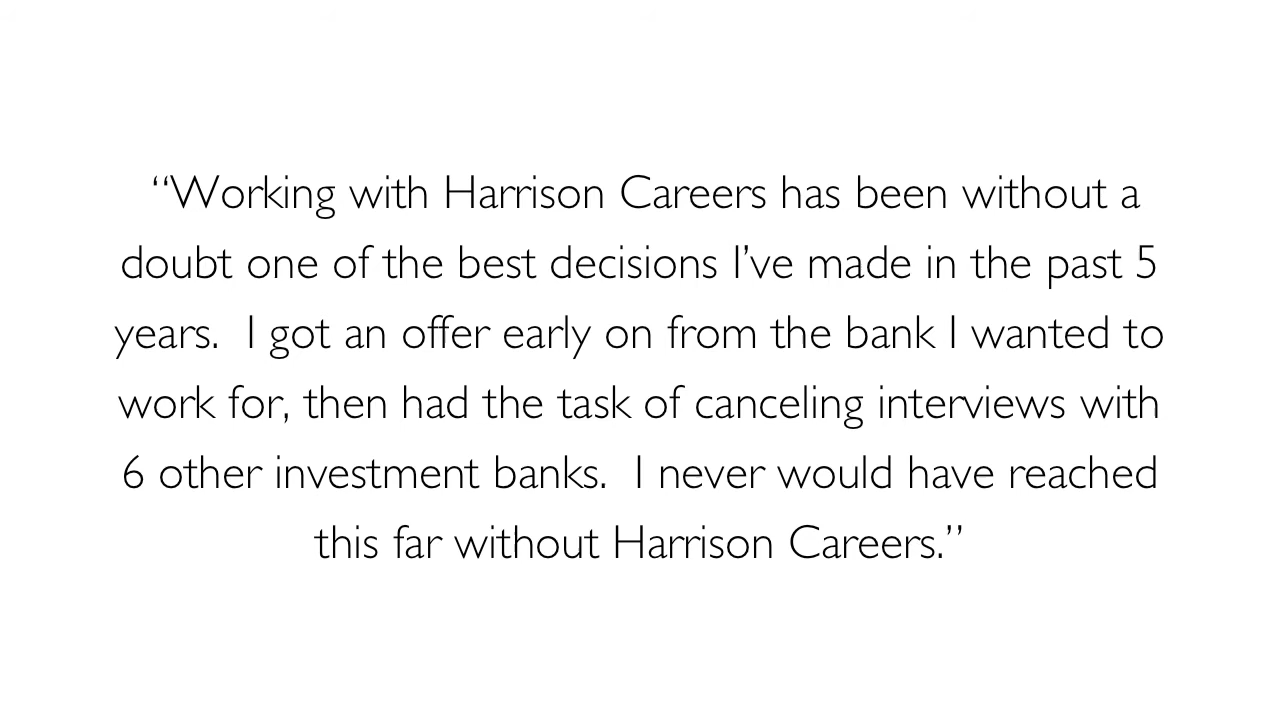 “Working with Harrison Careers has been without a
doubt one of the best decisions I’ve made in the past 5
years.  I got an offer early on from the bank I wanted to
work for, then had the task of canceling interviews with
6 other investment banks.  I never would have reached
this far without Harrison Careers.”